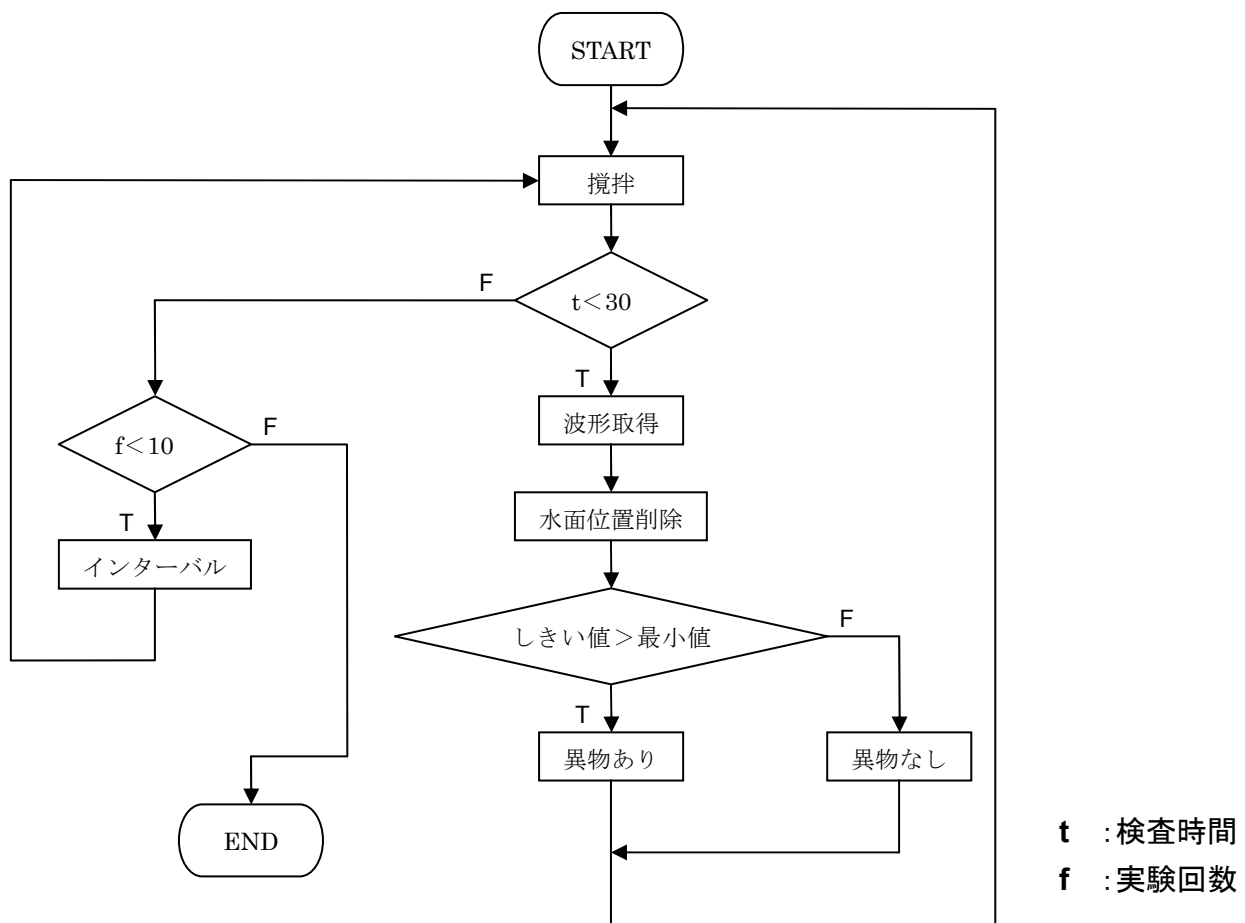 START
撹拌
F
t<30
T
波形取得
水面位置削除
しきい値>最小値
F
T
異物あり
異物なし
f<10
F
T
インターバル
END
t :検査時間
f :実験回数